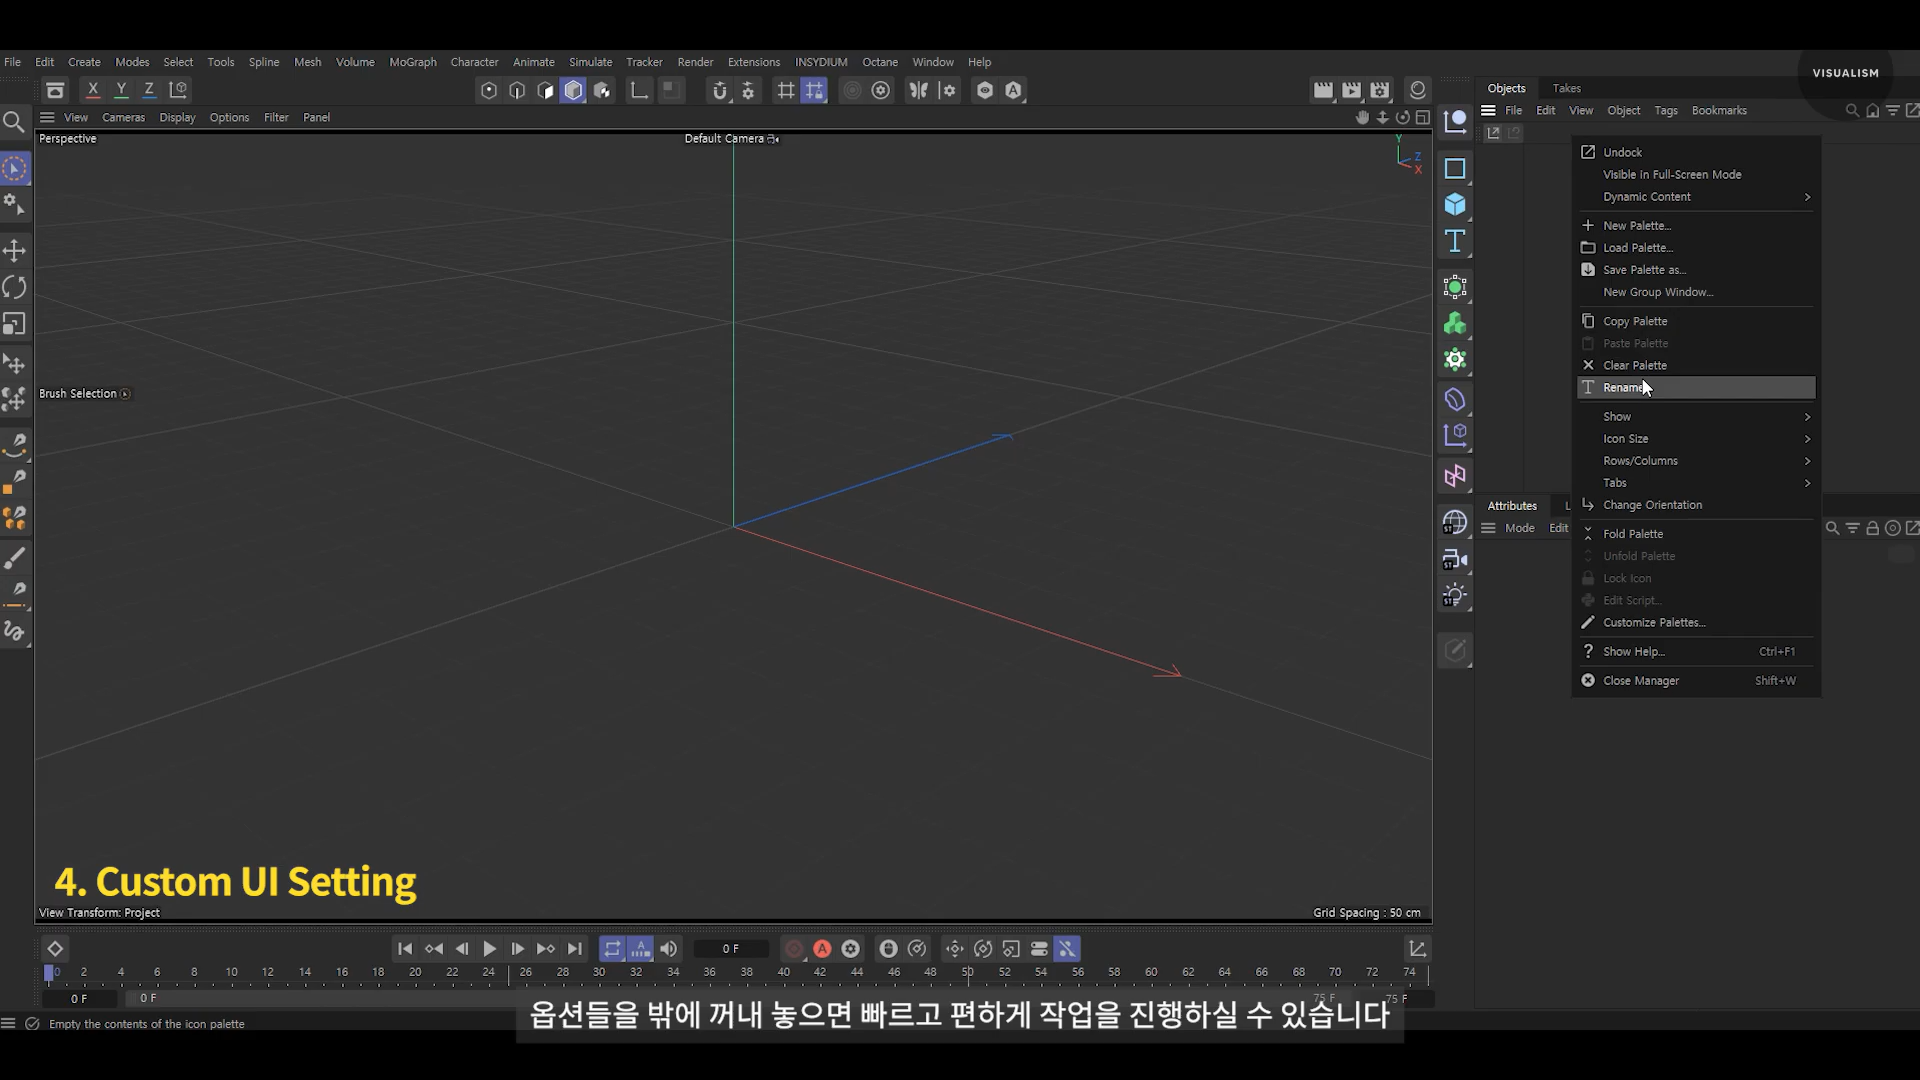 VISUALISM
File Edit Create Modes Select Tools Spline Mesh Volume MoGraph Character Animate Simulate Tracker Render Extensions INSYDIUM Octane Window Help
X Y Z
Objects Takes
View Cameras Display Options Filter Panel
File Edit View Object Tags Bookmarks
Perspective
Default Camera
Y
Z
X
Undock
Visible in Full-Screen Mode
Dynamic Content
New Palette...
Load Palette...
Save Palette as...
New Group Window...
Copy Palette
Paste Palette
Clear Palette
Rename
Show
Icon Size
Rows/Columns
Tabs
Change Orientation
Fold Palette
Unfold Palette
Lock Icon
Edit Script...
Customize Palettes...
Show Help... Ctrl+F1
Close Manager Shift+W
Brush Selection
Attributes
Mode Edit
4. Custom UI Setting
View Transform: Project
Grid Spacing : 50 cm
0 F
0 2 4 6 8 10 12 14 16 18 20 22 24 26 28 30 32 34 36 38 40 42 44 46 48 50 52 54 56 58 60 62 64 66 68 70 72 74
0 F 0 F 75 F 75 F
옵션들을 밖에 꺼내 놓으면 빠르고 편하게 작업을 진행하실 수 있습니다
Empty the contents of the icon palette